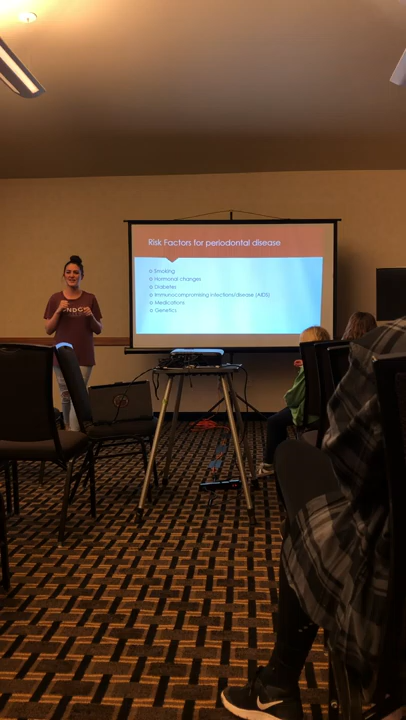 Risk Factors for periodontal disease
Smoking
Hormonal changes
Diabetes
Immunocompromising infections/disease (AIDS)
Medications
Genetics